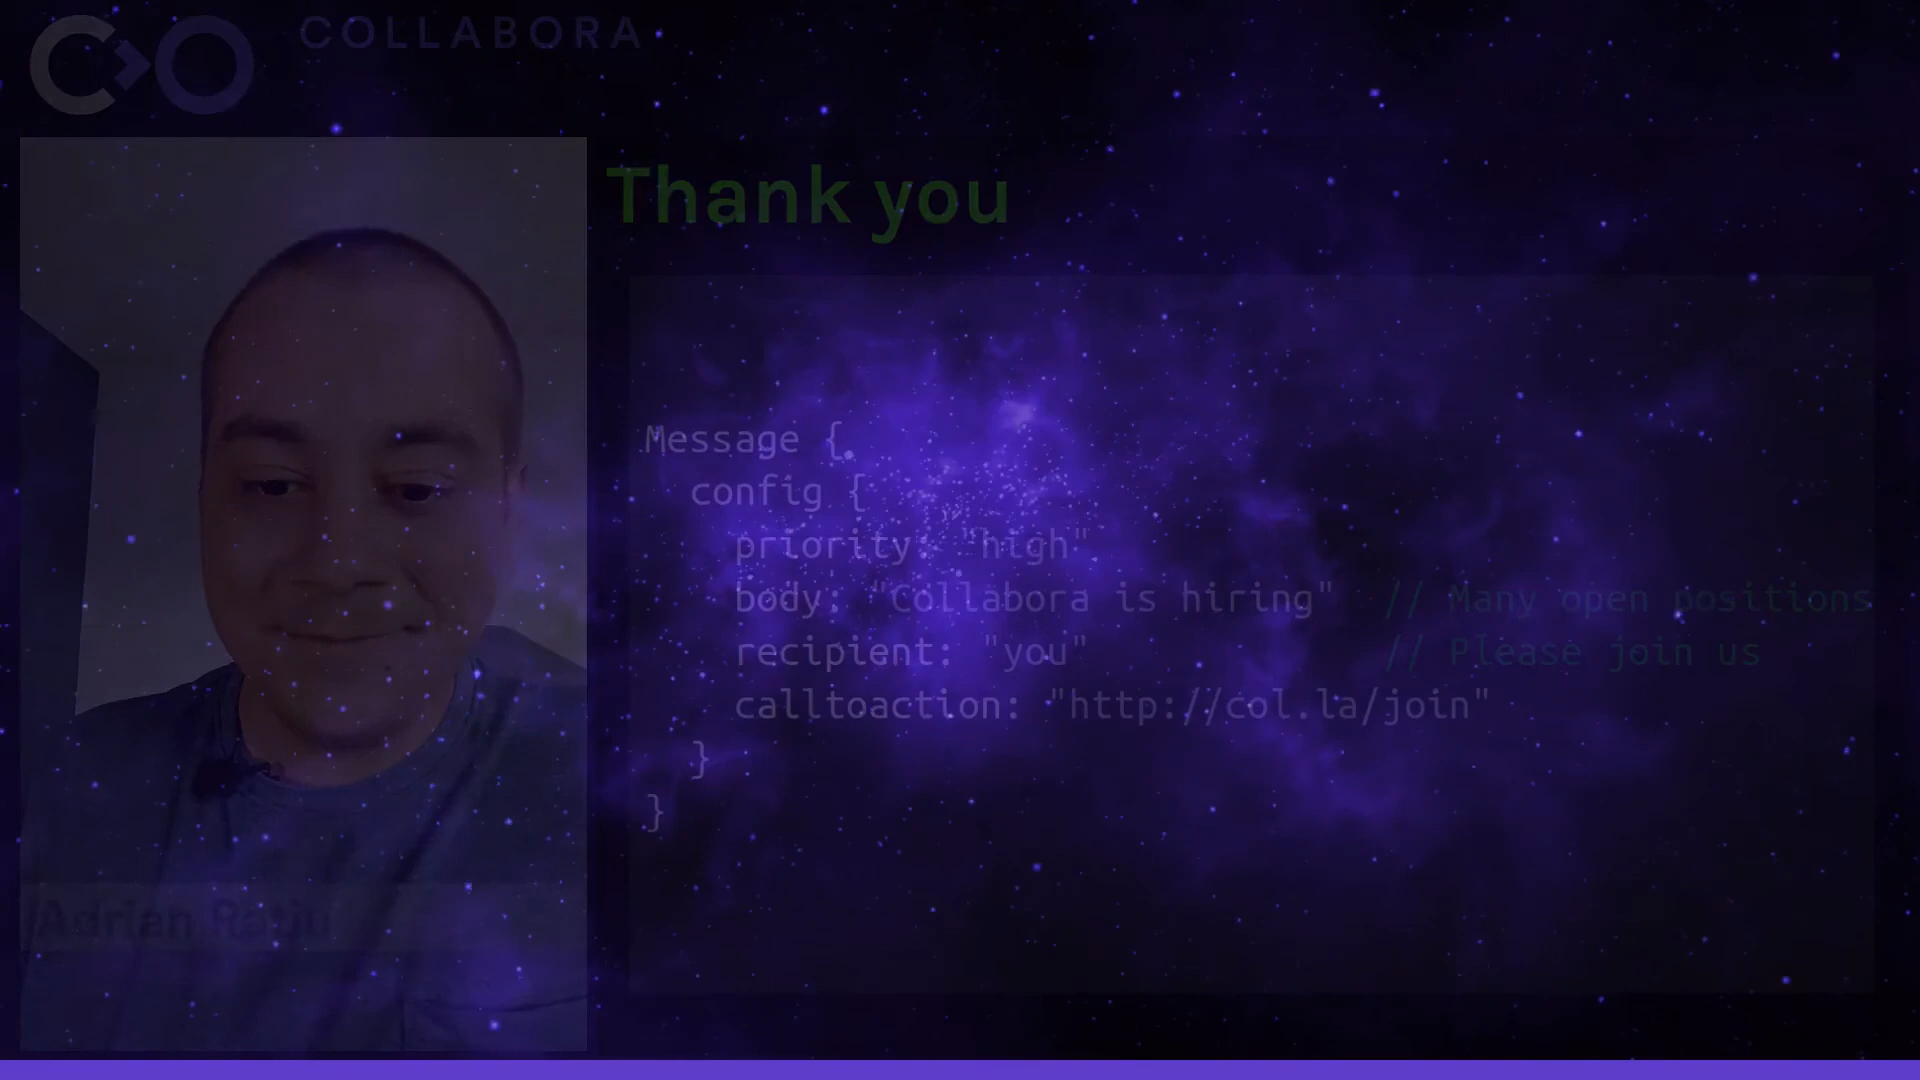 COLLABORA
Thank you
Message {
config {
priority: "high"
body: "Collabora is hiring" // Many open positions
recipient: "you" // Please join us
calltoaction: "http://col.la/join"
}
}
Adrian Ratiu